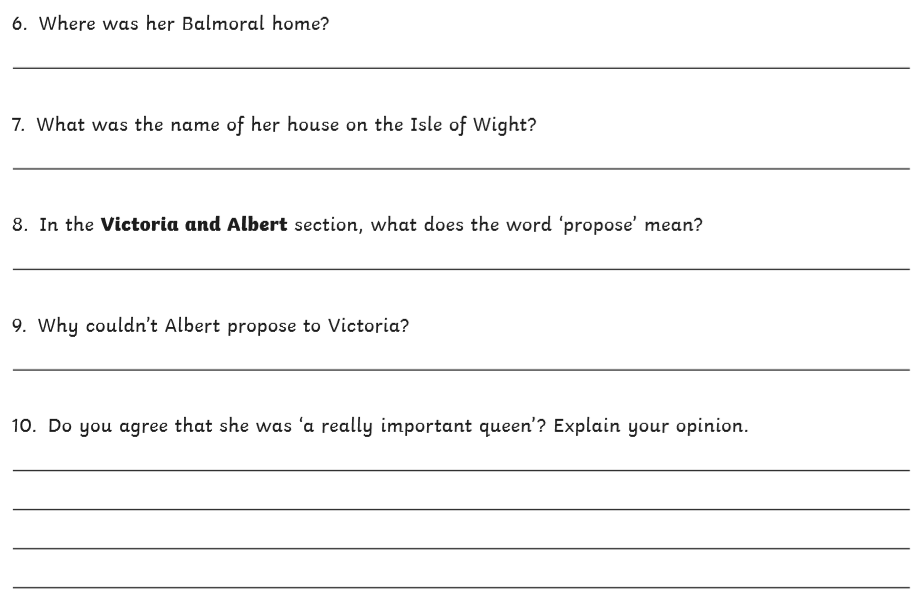 6. Where was her Balmoral home?
7. What was the name of her house on the Isle of Wight?
8. In the Victoria and Albert section, what does the word ‘propose’ mean?
9. Why couldn’t Albert propose to Victoria?
10. Do you agree that she was ‘a really important queen’? Explain your opinion.